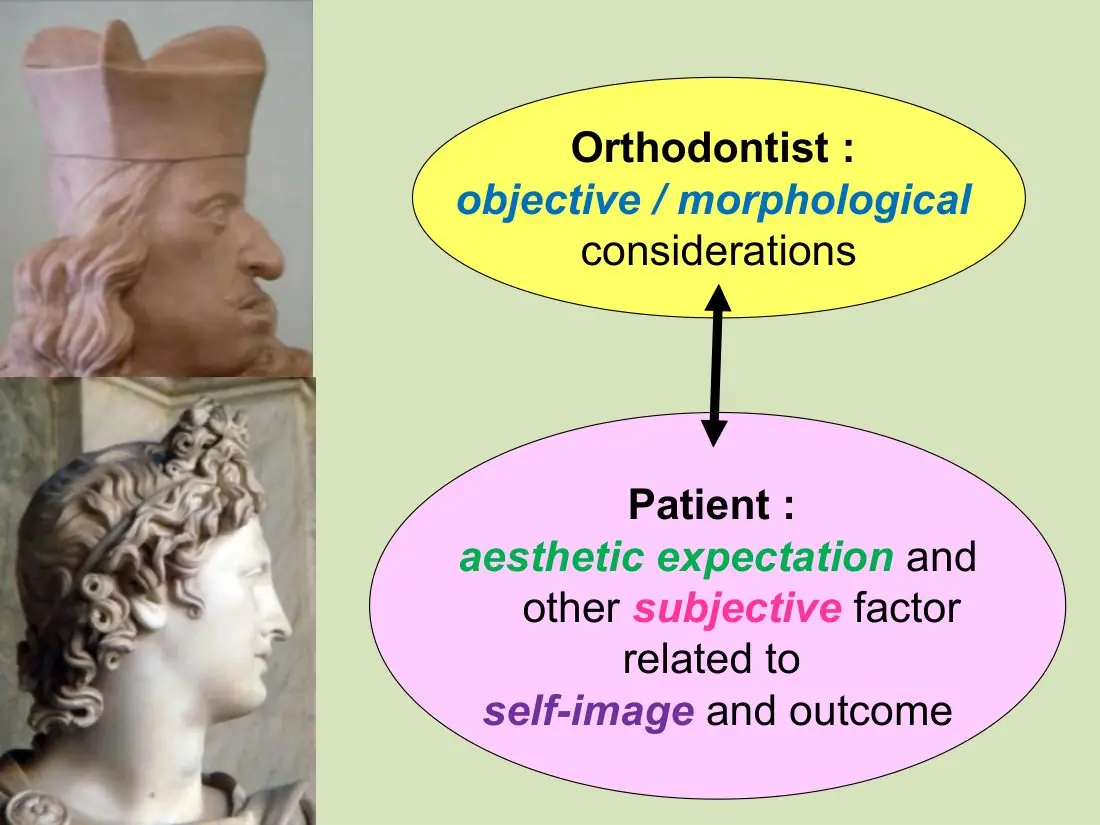 Orthodontist :
objective / morphological
considerations
Patient :
aesthetic expectation and
other subjective factor
related to
self-image and outcome